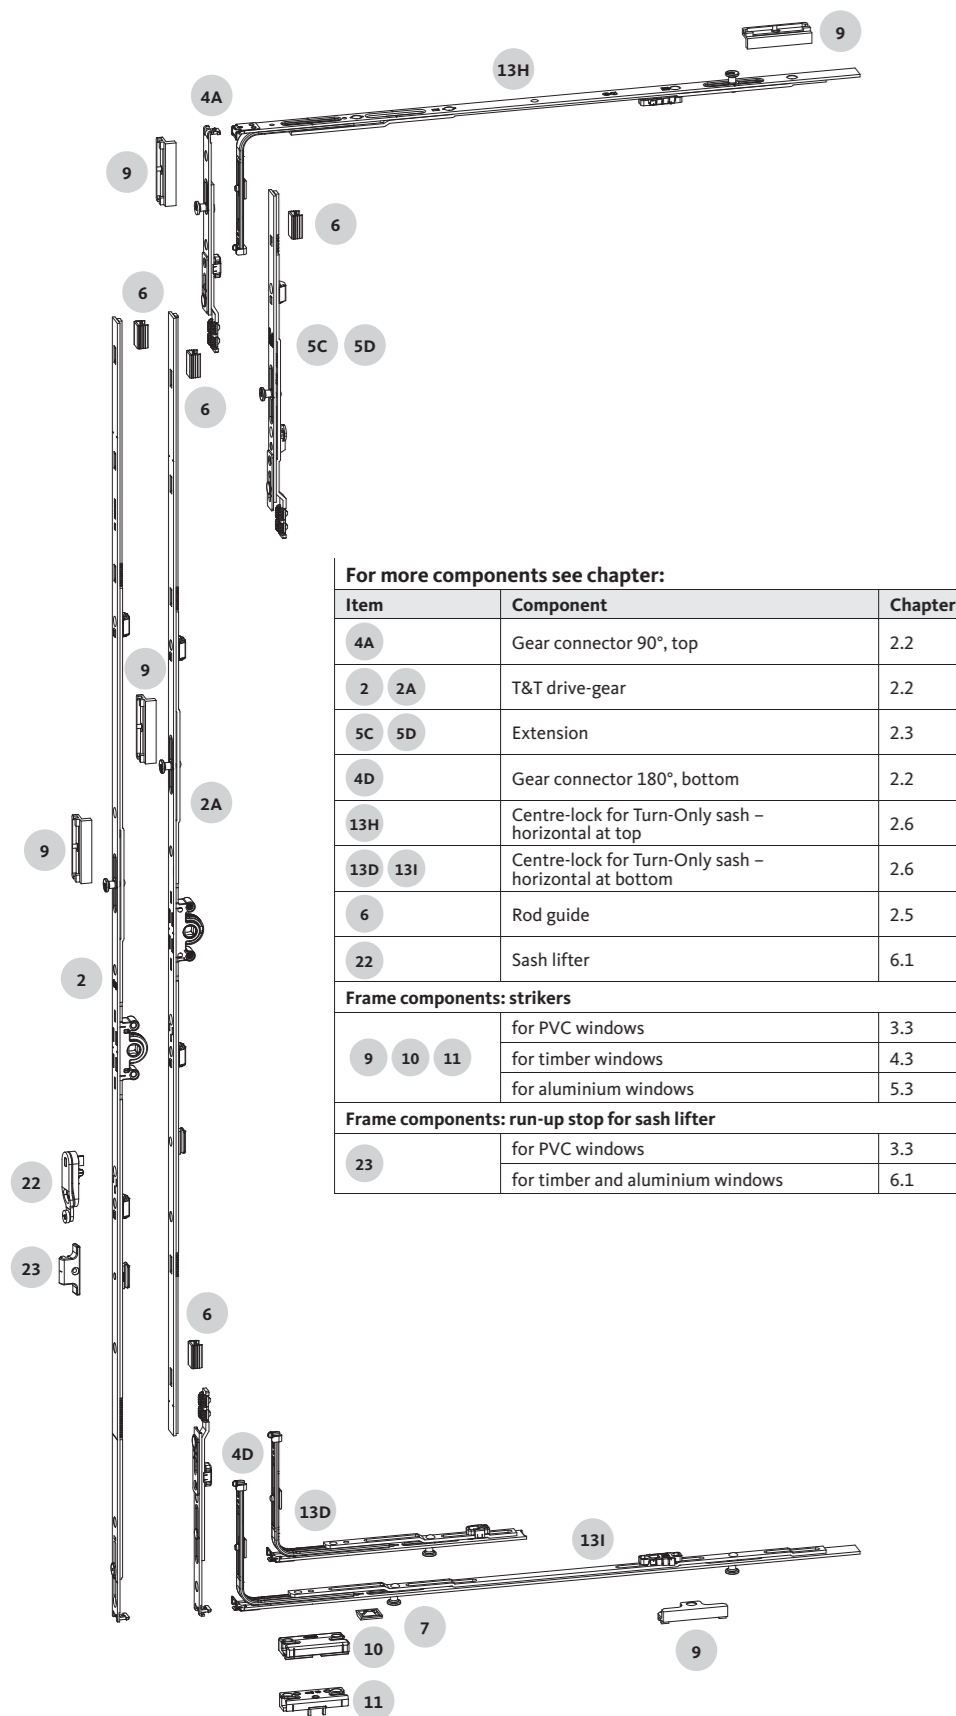 9
13H
4A
9
6
6
5C 5D
6
For more components see chapter:
Item Component Chapter
4A Gear connector 90°, top 2.2
2 2A T&T drive-gear 2.2
5C 5D Extension 2.3
4D Gear connector 180°, bottom 2.2
13H Centre-lock for Turn-Only sash –
horizontal at top 2.6
13D 13I Centre-lock for Turn-Only sash –
horizontal at bottom 2.6
6 Rod guide 2.5
22 Sash lifter 6.1
Frame components: strikers
9 10 11
for PVC windows 3.3
for timber windows 4.3
for aluminium windows 5.3
Frame components: run-up stop for sash lifter
23
for PVC windows 3.3
for timber and aluminium windows 6.1
9
2A
9
2
22
23
6
4D
13D
13I
7
10
9
11